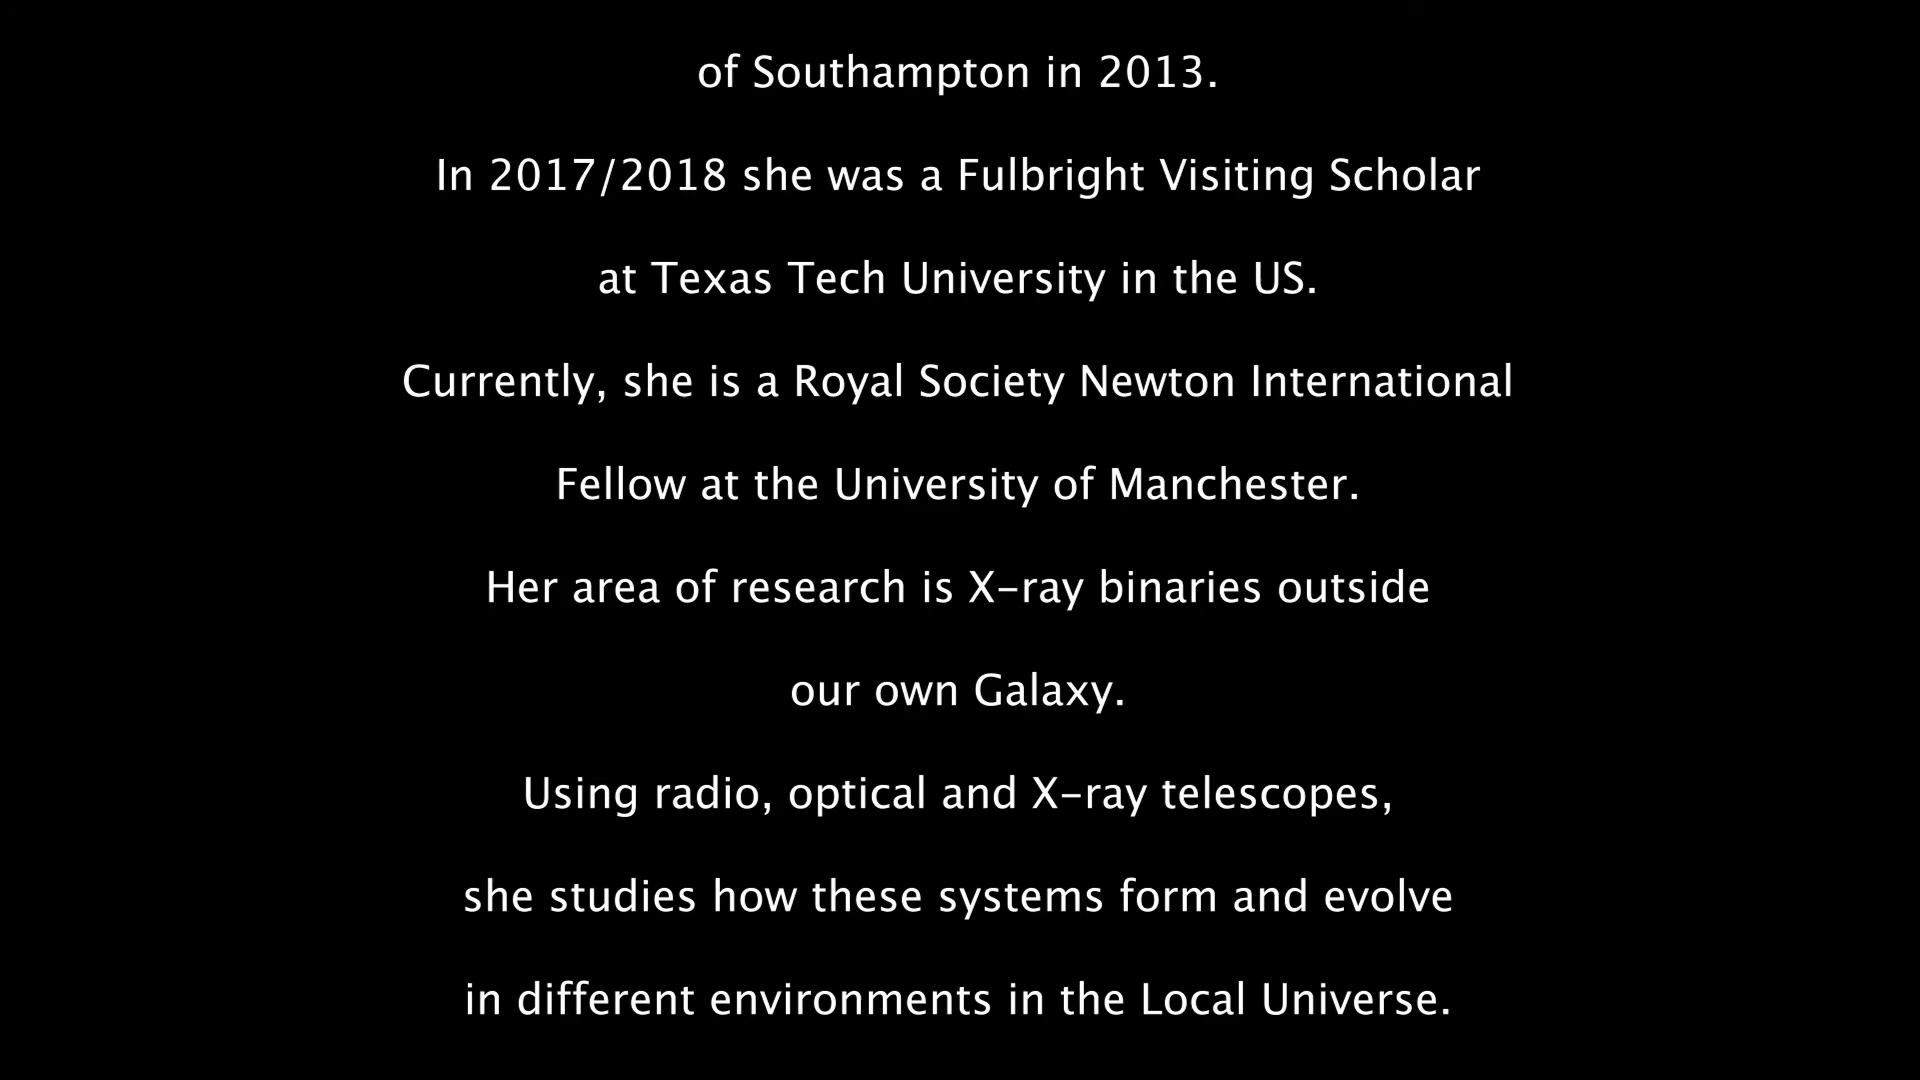 of Southampton in 2013.
In 2017/2018 she was a Fulbright Visiting Scholar
at Texas Tech University in the US.
Currently, she is a Royal Society Newton International
Fellow at the University of Manchester.
Her area of research is X-ray binaries outside
our own Galaxy.
Using radio, optical and X-ray telescopes,
she studies how these systems form and evolve
in different environments in the Local Universe.